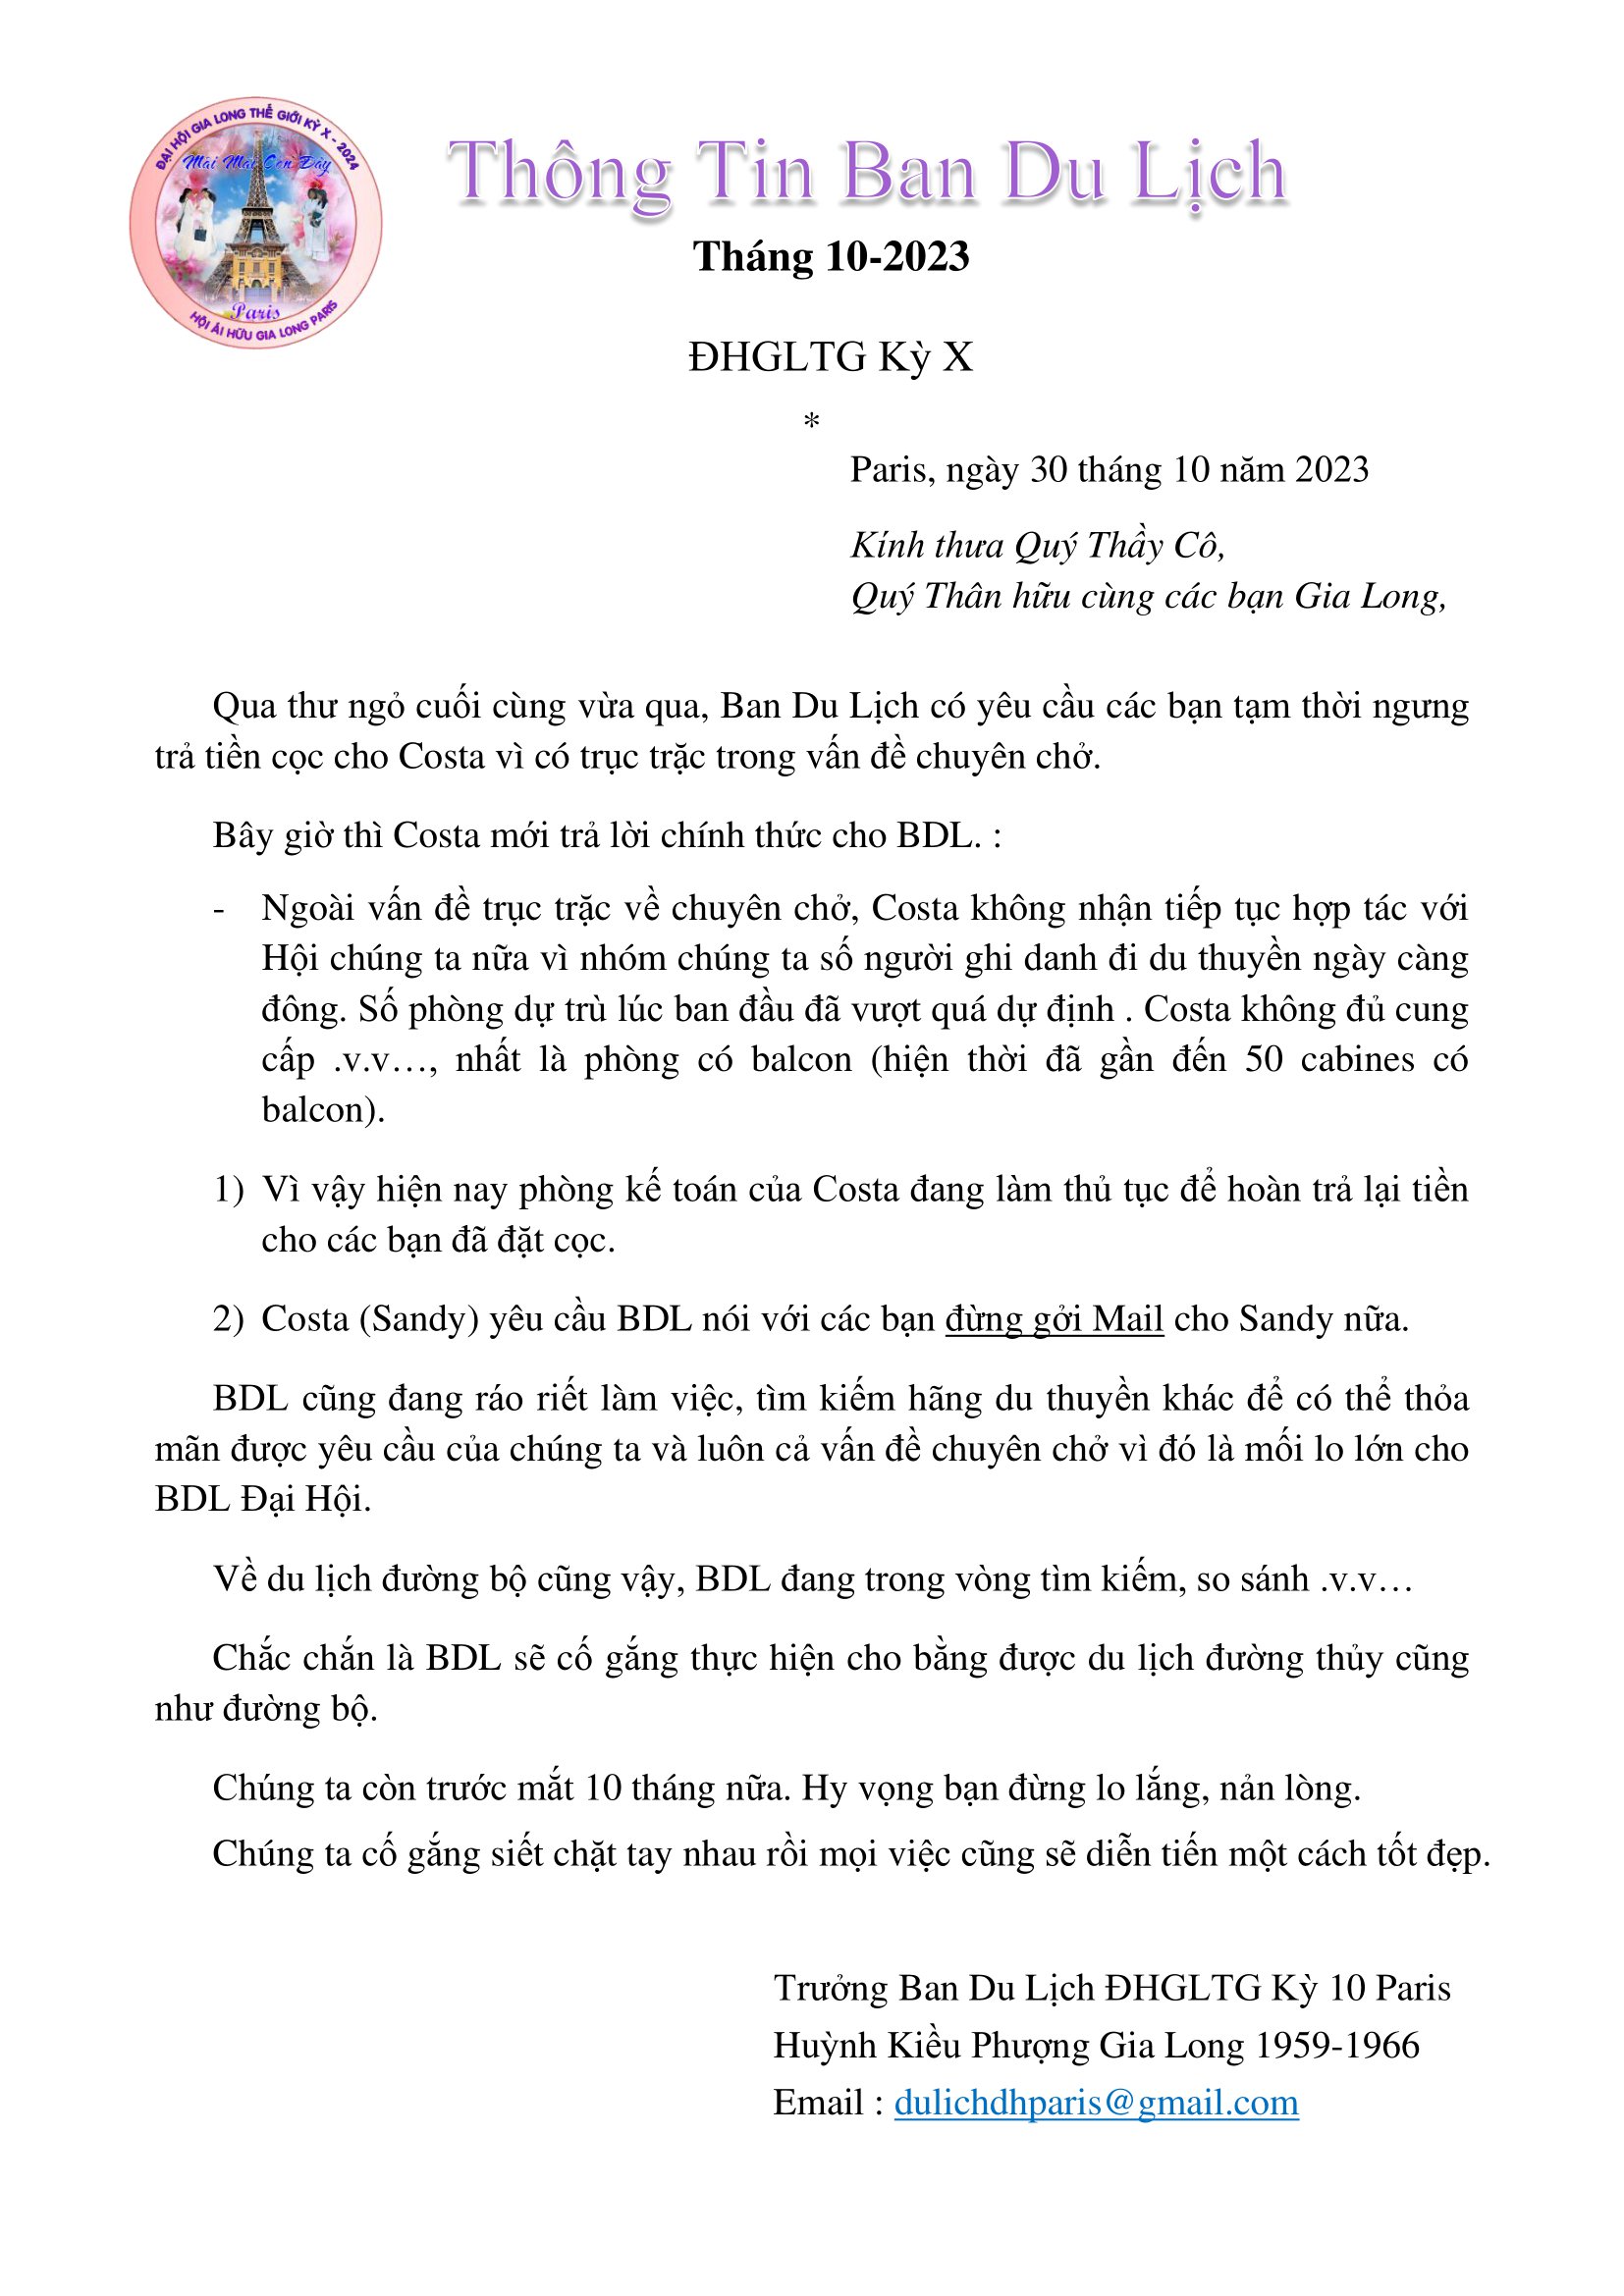 ĐẠI HỘI GIA LONG THẾ GIỚI KỲ X - 2024
Mãi Mãi Còn Đây
Paris
HỘI ÁI HỮU GIA LONG PARIS
Thông Tin Ban Du Lịch
Tháng 10-2023
ĐHGLTG Kỳ X
*
Paris, ngày 30 tháng 10 năm 2023
Kính thưa Quý Thầy Cô,
Quý Thân hữu cùng các bạn Gia Long,
Qua thư ngỏ cuối cùng vừa qua, Ban Du Lịch có yêu cầu các bạn tạm thời ngưng
trả tiền cọc cho Costa vì có trục trặc trong vấn đề chuyên chở.
Bây giờ thì Costa mới trả lời chính thức cho BDL. :
- Ngoài vấn đề trục trặc về chuyên chở, Costa không nhận tiếp tục hợp tác với
Hội chúng ta nữa vì nhóm chúng ta số người ghi danh đi du thuyền ngày càng
đông. Số phòng dự trù lúc ban đầu đã vượt quá dự định . Costa không đủ cung
cấp .v.v…, nhất là phòng có balcon (hiện thời đã gần đến 50 cabines có
balcon).
1) Vì vậy hiện nay phòng kế toán của Costa đang làm thủ tục để hoàn trả lại tiền
cho các bạn đã đặt cọc.
2) Costa (Sandy) yêu cầu BDL nói với các bạn đừng gởi Mail cho Sandy nữa.
BDL cũng đang ráo riết làm việc, tìm kiếm hãng du thuyền khác để có thể thỏa
mãn được yêu cầu của chúng ta và luôn cả vấn đề chuyên chở vì đó là mối lo lớn cho
BDL Đại Hội.
Về du lịch đường bộ cũng vậy, BDL đang trong vòng tìm kiếm, so sánh .v.v…
Chắc chắn là BDL sẽ cố gắng thực hiện cho bằng được du lịch đường thủy cũng
như đường bộ.
Chúng ta còn trước mắt 10 tháng nữa. Hy vọng bạn đừng lo lắng, nản lòng.
Chúng ta cố gắng siết chặt tay nhau rồi mọi việc cũng sẽ diễn tiến một cách tốt đẹp.
Trưởng Ban Du Lịch ĐHGLTG Kỳ 10 Paris
Huỳnh Kiều Phượng Gia Long 1959-1966
Email : dulichdhparis@gmail.com